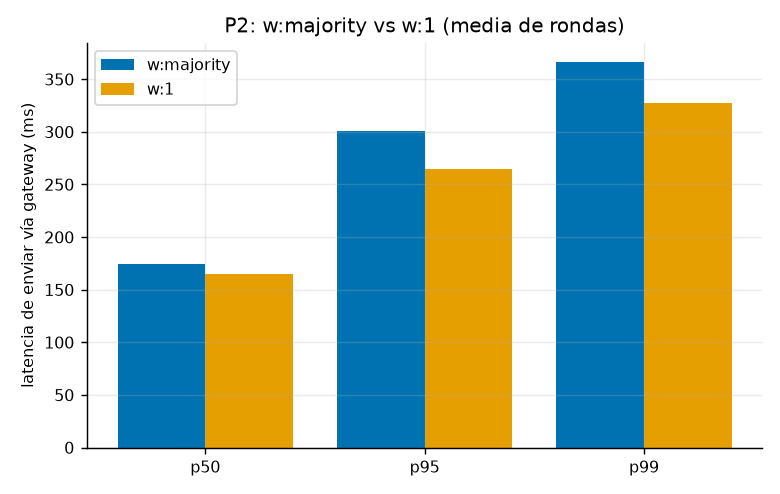 P2: w:majority vs w:1 (media de rondas)
w:majority
w:1
latencia de enviar vía gateway (ms)
350
300
250
200
150
100
50
0
p50 p95 p99